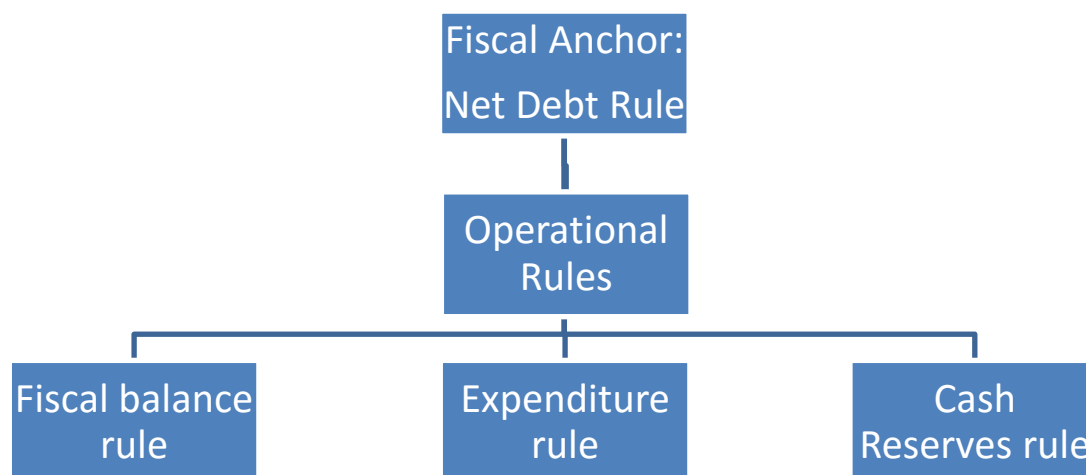 Fiscal Anchor:
Net Debt Rule
Operational
Rules
Fiscal balance
rule
Expenditure
rule
Cash
Reserves rule